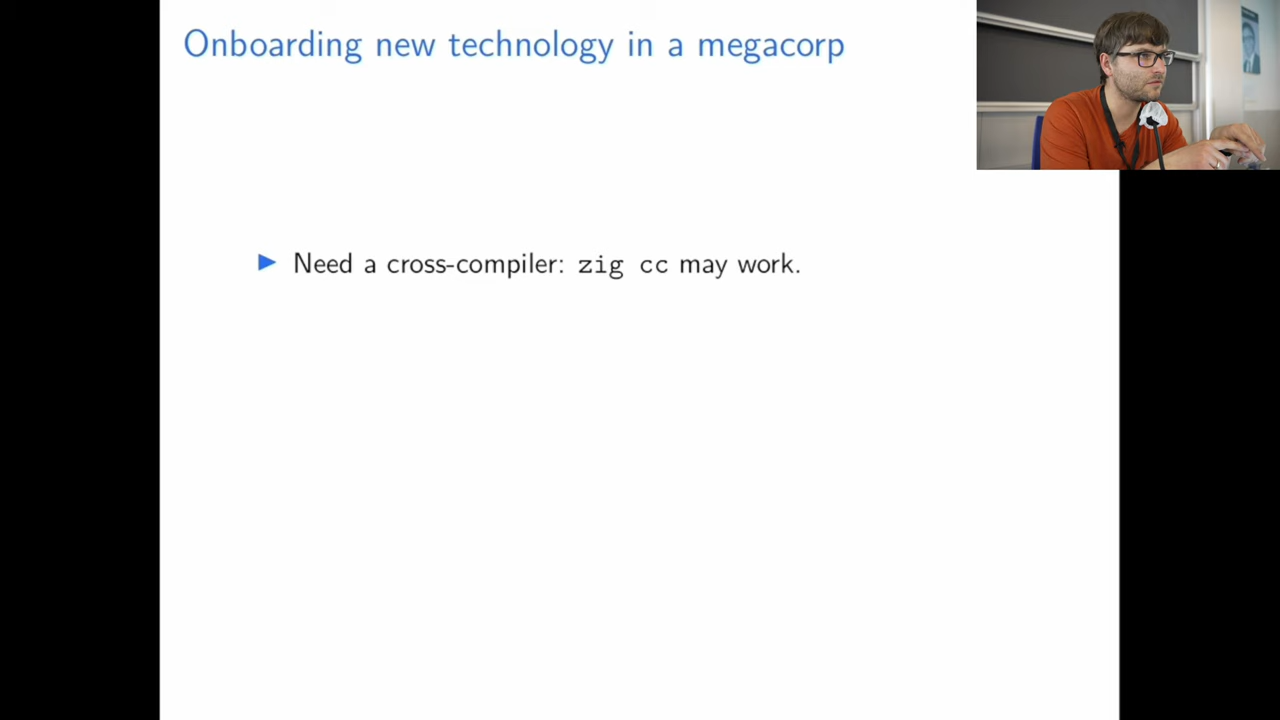 Onboarding new technology in a megacorp
▶ Need a cross-compiler: zig cc may work.